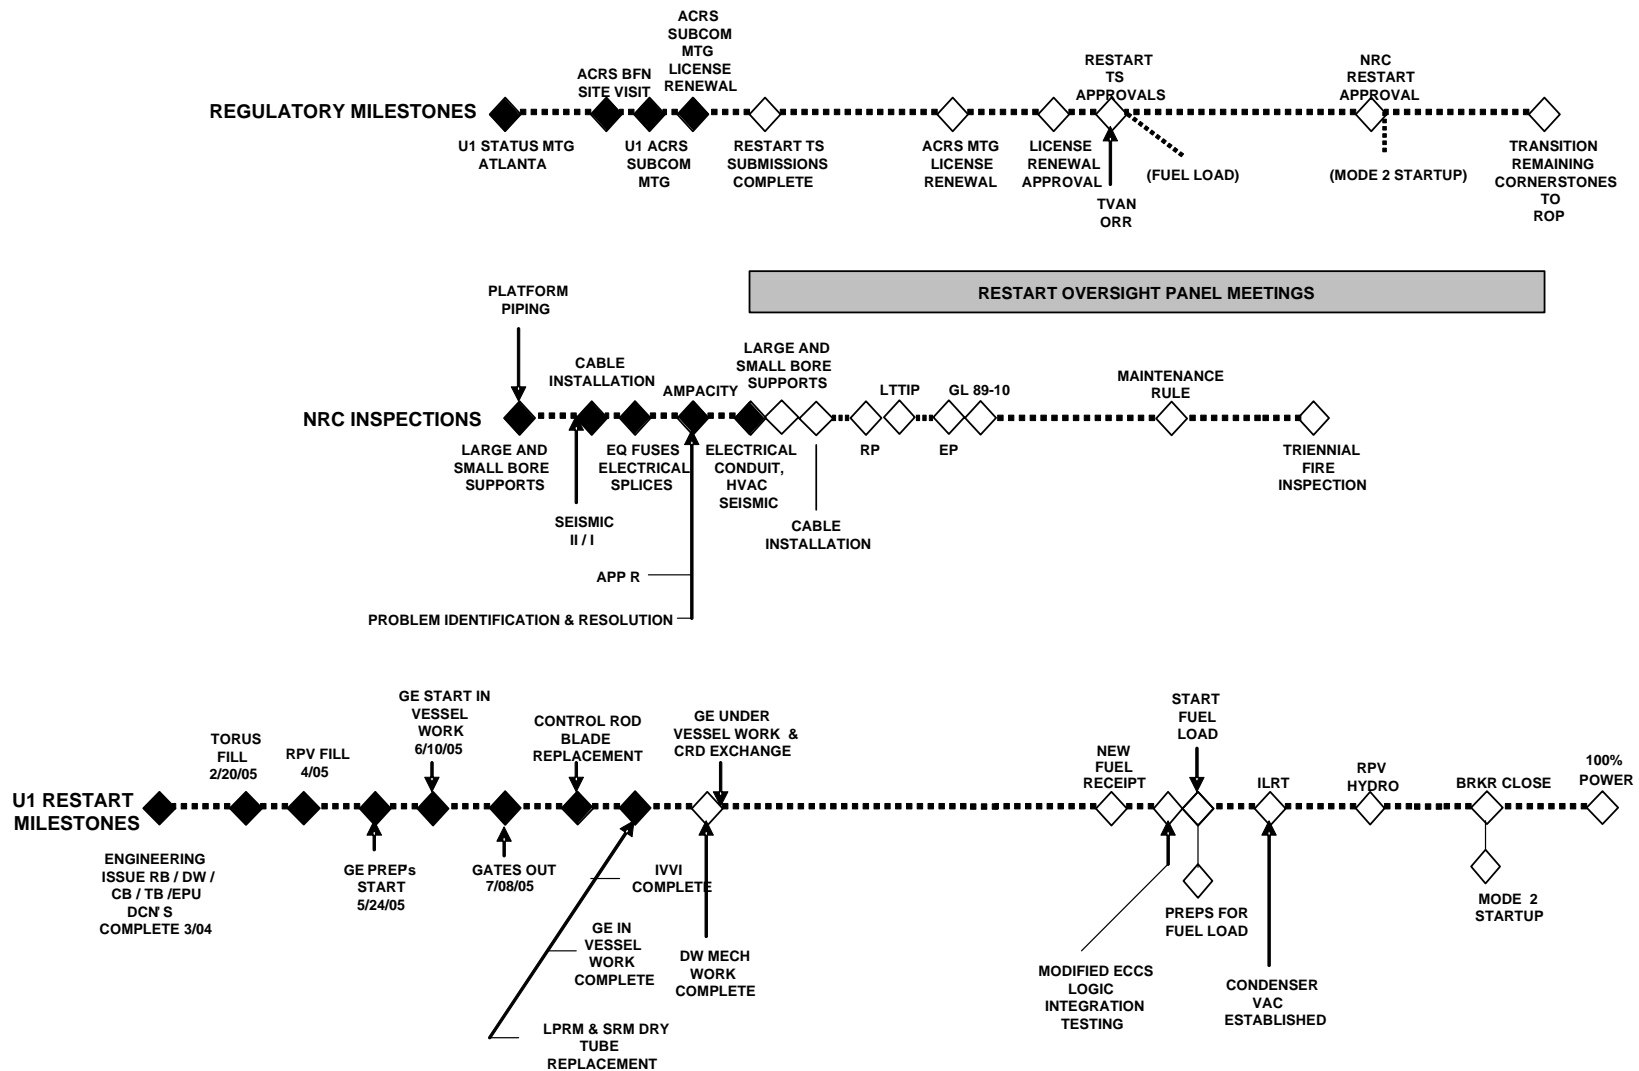 ACRS
SUBCOM
MTG
LICENSE
RENEWAL
ACRS BFN
SITE VISIT
RESTART
TS
APPROVALS
NRC
RESTART
APPROVAL
REGULATORY MILESTONES
U1 STATUS MTG
ATLANTA
U1 ACRS
SUBCOM
MTG
RESTART TS
SUBMISSIONS
COMPLETE
ACRS MTG
LICENSE
RENEWAL
LICENSE
RENEWAL
APPROVAL
TVAN
ORR
(FUEL LOAD)
(MODE 2 STARTUP)
TRANSITION
REMAINING
CORNERSTONES
TO
ROP
RESTART OVERSIGHT PANEL MEETINGS
PLATFORM
PIPING
CABLE
INSTALLATION
AMPACITY
LARGE AND
SMALL BORE
SUPPORTS
LTTIP
GL 89-10
MAINTENANCE
RULE
NRC INSPECTIONS
LARGE AND
SMALL BORE
SUPPORTS
SEISMIC
II / I
EQ FUSES
ELECTRICAL
SPLICES
ELECTRICAL
CONDUIT,
HVAC
SEISMIC
CABLE
INSTALLATION
RP
EP
TRIENNIAL
FIRE
INSPECTION
APP R
PROBLEM IDENTIFICATION & RESOLUTION
TORUS
FILL
2/20/05
RPV FILL
4/05
GE START IN
VESSEL
WORK
6/10/05
CONTROL ROD
BLADE
REPLACEMENT
GE UNDER
VESSEL WORK &
CRD EXCHANGE
NEW
FUEL
RECEIPT
START
FUEL
LOAD
ILRT
RPV
HYDRO
BRKR CLOSE
100%
POWER
U1 RESTART
MILESTONES
ENGINEERING
ISSUE RB / DW /
CB / TB /EPU
DCN'S
COMPLETE 3/04
GE PREP's
START
5/24/05
GATES OUT
7/08/05
IVVI
COMPLETE
GE IN
VESSEL
WORK
COMPLETE
LPRM & SRM DRY
TUBE
REPLACEMENT
DW MECH
WORK
COMPLETE
MODIFIED ECCS
LOGIC
INTEGRATION
TESTING
PREPS FOR
FUEL LOAD
CONDENSER
VAC
ESTABLISHED
MODE 2
STARTUP